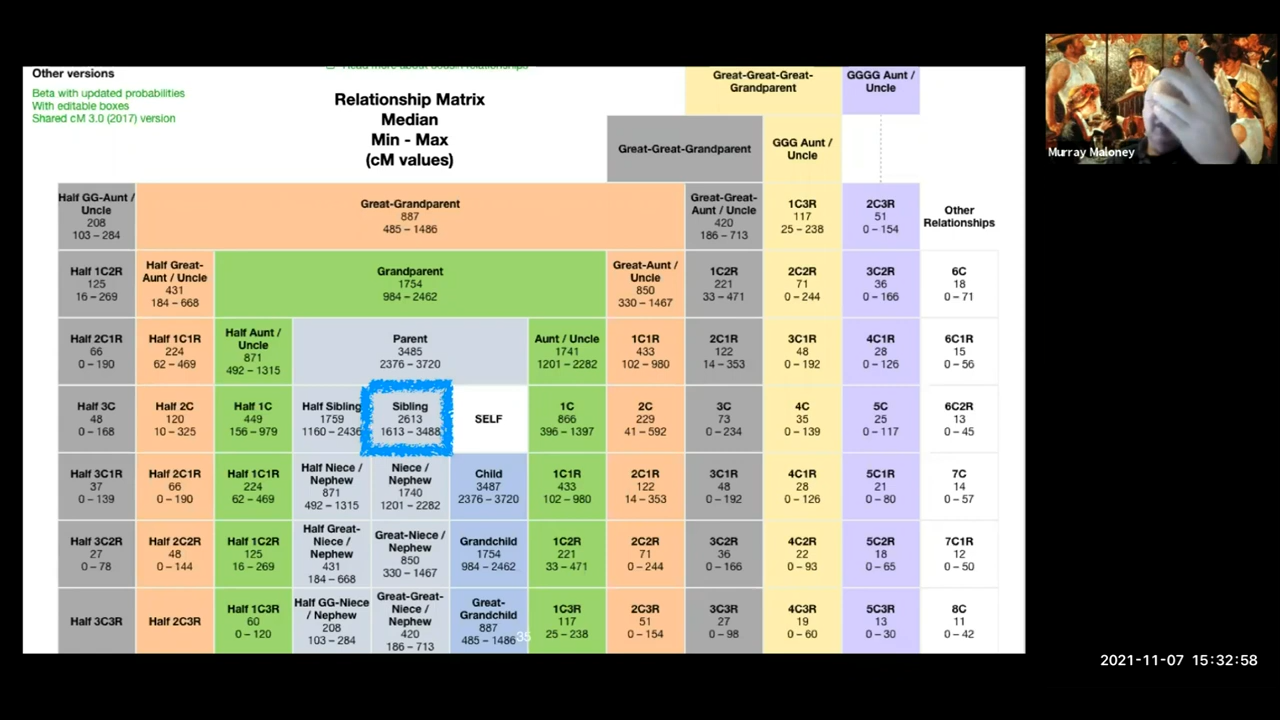 Read more about cousin relationships
Other versions
Beta with updated probabilities
With editable boxes
Shared cM 3.0 (2017) version
Relationship Matrix
Median
Min - Max
(cM values)
Great-Great-Great-
Grandparent
GGGG Aunt /
Uncle
Great-Great-Grandparent
GGG Aunt /
Uncle
Half GG-Aunt /
Uncle
208
103 – 284
Great-Grandparent
887
485 – 1486
Great-Great-
Aunt / Uncle
420
186 – 713
1C3R
117
25 – 238
2C3R
51
0 – 154
Other
Relationships
Half 1C2R
125
16 – 269
Half Great-
Aunt / Uncle
431
184 – 668
Grandparent
1754
984 – 2462
Great-Aunt /
Uncle
850
330 – 1467
1C2R
221
33 – 471
2C2R
71
0 – 244
3C2R
36
0 – 166
6C
18
0 – 71
Half 2C1R
66
0 – 190
Half 1C1R
224
62 – 469
Half Aunt /
Uncle
871
492 – 1315
Parent
3485
2376 – 3720
Aunt / Uncle
1741
1201 – 2282
1C1R
433
102 – 980
2C1R
122
14 – 353
3C1R
48
0 – 192
4C1R
28
0 – 126
6C1R
15
0 – 56
Half 3C
48
0 – 168
Half 2C
120
10 – 325
Half 1C
449
156 – 979
Half Sibling
1759
1160 – 2436
Sibling
2613
1613 – 3488
SELF
1C
866
396 – 1397
2C
229
41 – 592
3C
73
0 – 234
4C
35
0 – 139
5C
25
0 – 117
6C2R
13
0 – 45
Half 3C1R
37
0 – 139
Half 2C1R
66
0 – 190
Half 1C1R
224
62 – 469
Half Niece /
Nephew
871
492 – 1315
Niece /
Nephew
1740
1201 – 2282
Child
3487
2376 – 3720
1C1R
433
102 – 980
2C1R
122
14 – 353
3C1R
48
0 – 192
4C1R
28
0 – 126
5C1R
21
0 – 80
7C
14
0 – 57
Half 3C2R
27
0 – 78
Half 2C2R
48
0 – 144
Half 1C2R
125
16 – 269
Half Great-
Niece /
Nephew
431
184 – 668
Great-Niece /
Nephew
850
330 – 1467
Grandchild
1754
984 – 2462
1C2R
221
33 – 471
2C2R
71
0 – 244
3C2R
36
0 – 166
4C2R
22
0 – 93
5C2R
18
0 – 65
7C1R
12
0 – 50
Half 3C3R
Half 2C3R
Half 1C3R
60
0 – 120
Half GG-Niece
/ Nephew
208
103 – 284
Great-Great-
Niece /
Nephew
420
186 – 713
Great-
Grandchild
887
485 – 1486
35
1C3R
117
25 – 238
2C3R
51
0 – 154
3C3R
27
0 – 98
4C3R
19
0 – 60
5C3R
13
0 – 30
8C
11
0 – 42
Murray Maloney
2021-11-07 15:32:58